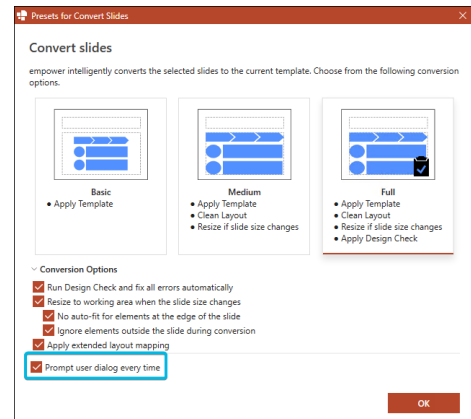 Presets for Convert Slides
Convert slides
empower intelligently converts the selected slides to the current template. Choose from the following conversion
options.
Basic
• Apply Template
Medium
• Apply Template
• Clean Layout
• Resize if slide size changes
Full
• Apply Template
• Clean Layout
• Resize if slide size changes
• Apply Design Check
Conversion Options
Run Design Check and fix all errors automatically
Resize to working area when the slide size changes
No auto-fit for elements at the edge of the slide
Ignore elements outside the slide during conversion
Apply extended layout mapping
Prompt user dialog every time
OK